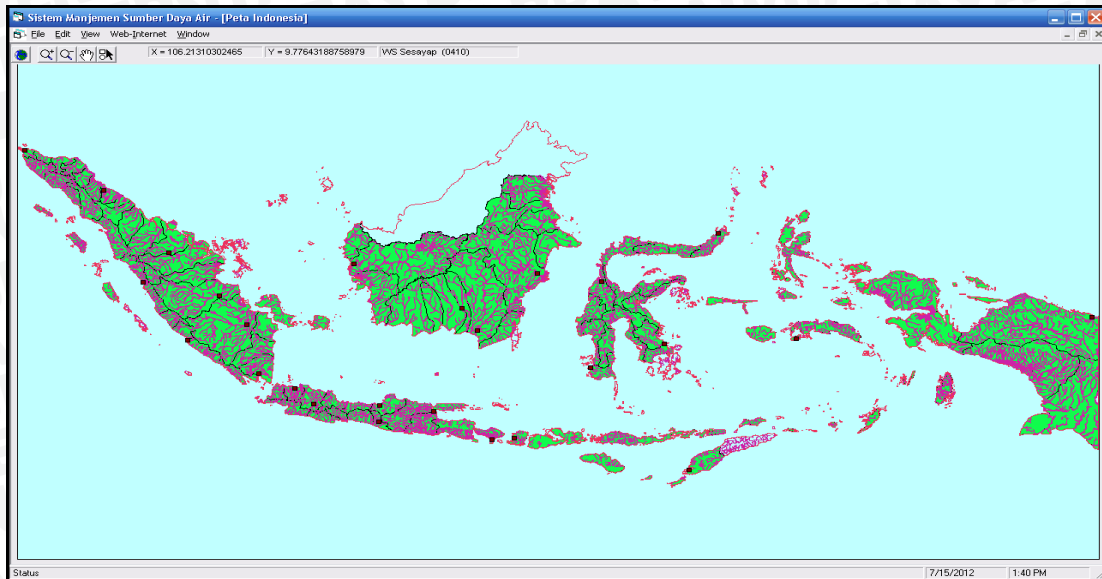 Sistem Manjemen Sumber Daya Air - [Peta Indonesia]
File Edit View Web-Internet Window
X = 106.21310302465 Y = 9.77643188758979 WS Sesayap (0410)
Status 7/15/2012 1:40 PM